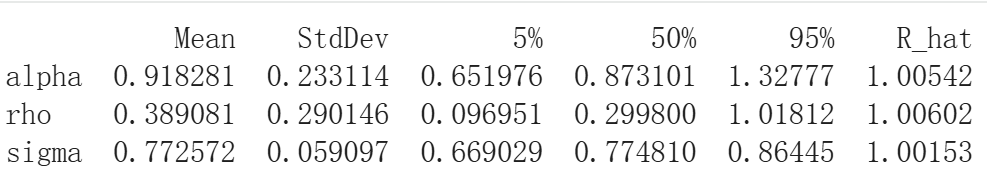 Mean StdDev 5% 50% 95% R_hat
alpha 0.918281 0.233114 0.651976 0.873101 1.32777 1.00542
rho 0.389081 0.290146 0.096951 0.299800 1.01812 1.00602
sigma 0.772572 0.059097 0.669029 0.774810 0.86445 1.00153